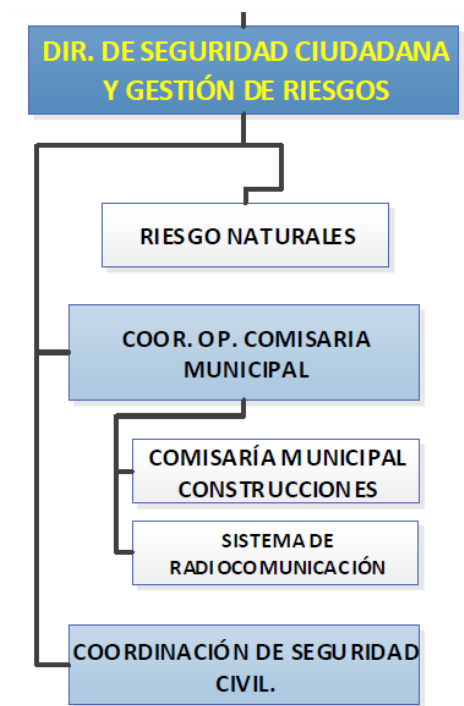 DIR. DE SEGURIDAD CIUDADANA
Y GESTIÓN DE RIESGOS
RIESGO NATURALES
COOR. OP. COMISARIA
MUNICIPAL
COMISARÍA MUNICIPAL
CONSTRUCCIONES
SISTEMA DE
RADIOCOMUNICACIÓN
COORDINACIÓN DE SEGURIDAD
CIVIL.